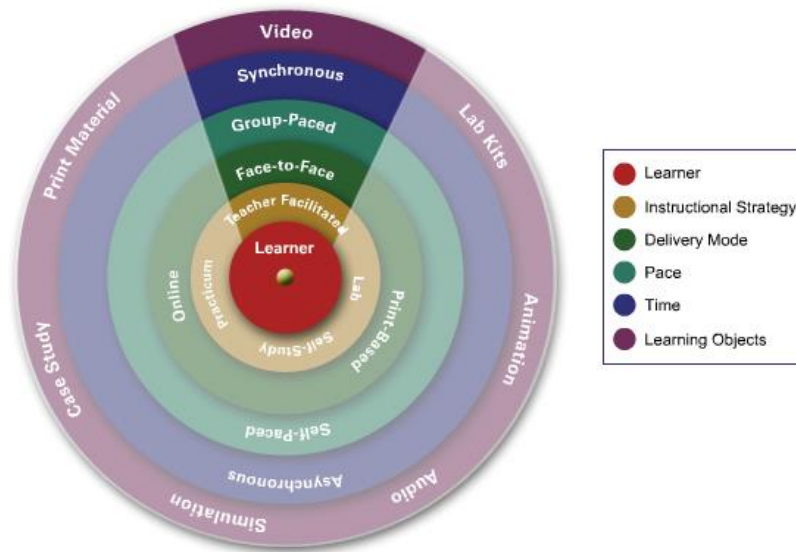 Video
Synchronous
Group-Paced
Face-to-Face
Teacher Facilitated
Learner
Print Material
Lab Kits
Online
Practicum
Lab
Print-Based
Self-Study
Case Study
Animation
Self-Paced
Asynchronous
Simulation
Audio
Learner
Instructional Strategy
Delivery Mode
Pace
Time
Learning Objects